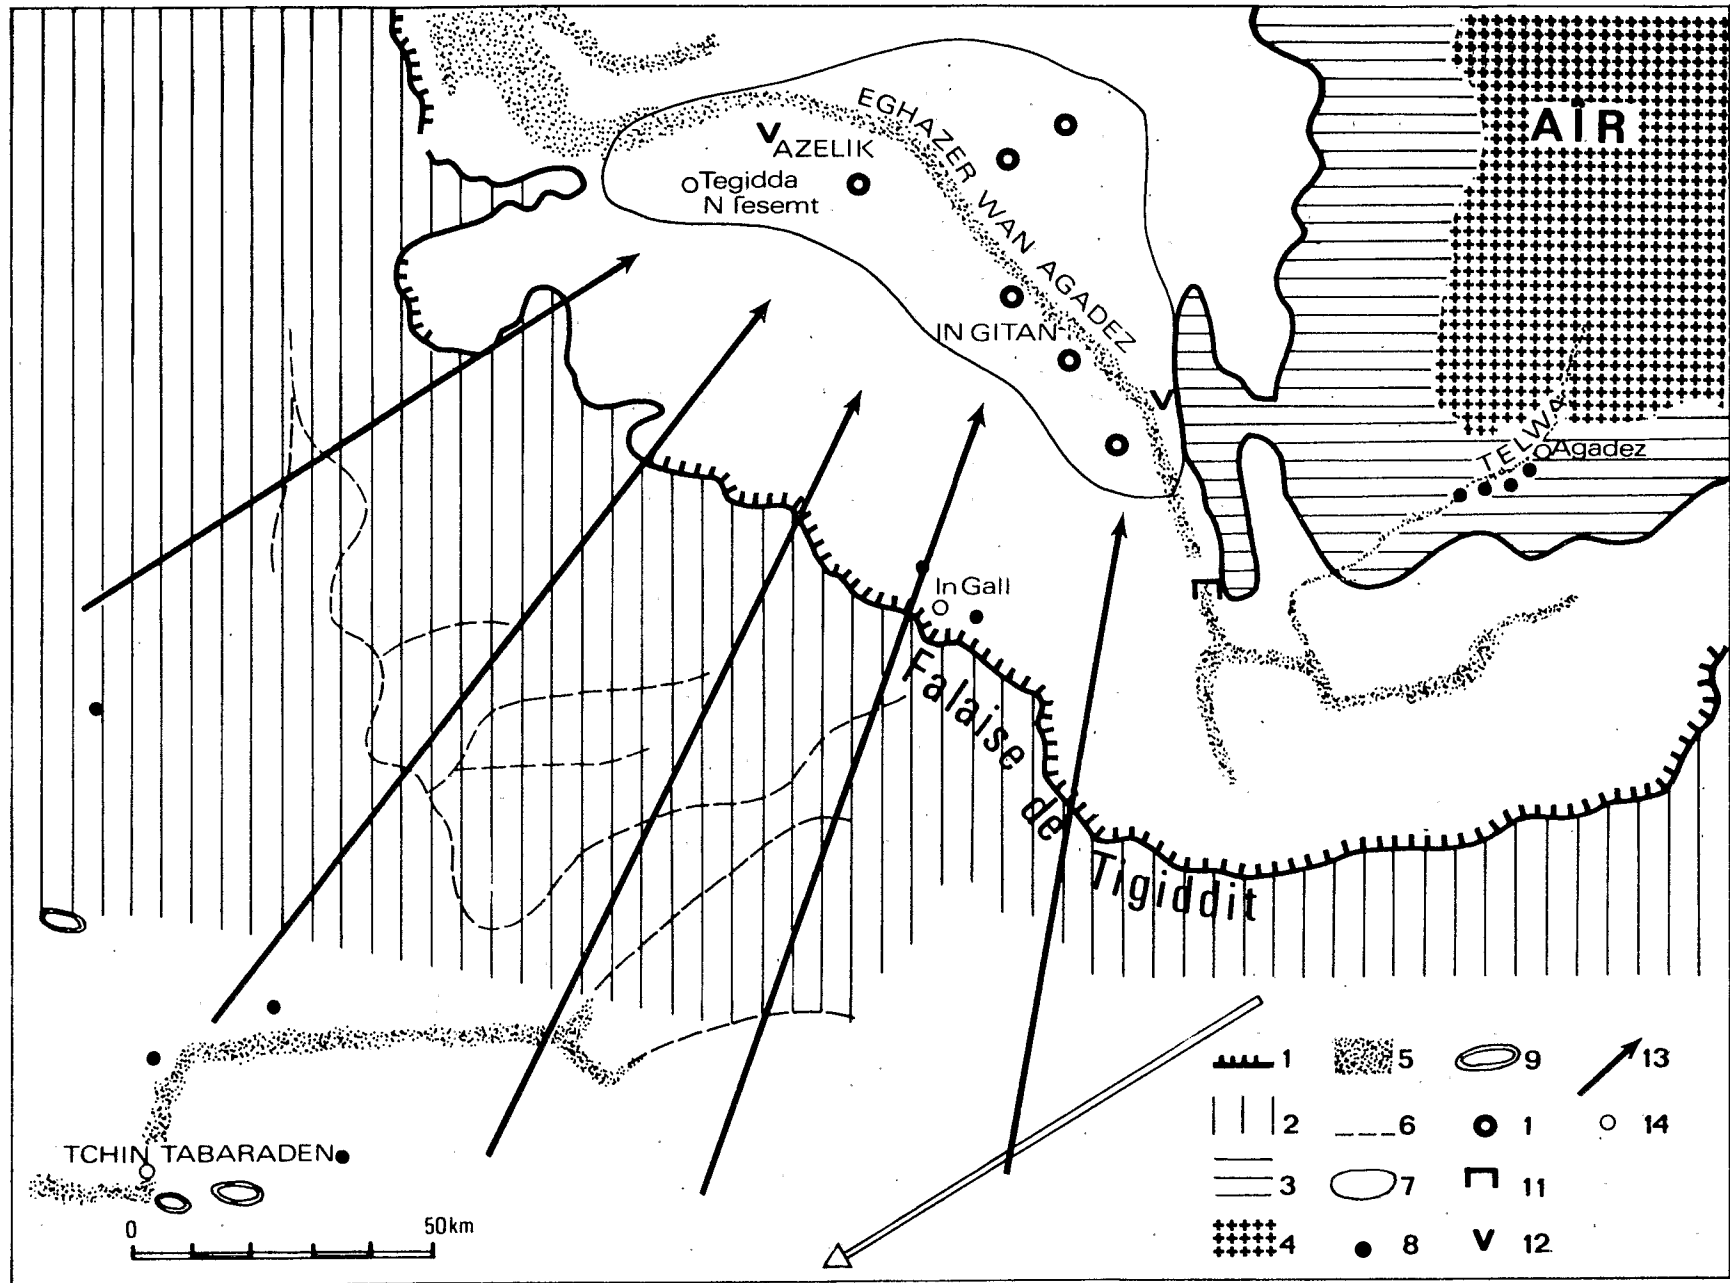 AÏR
EGHAZER WAN AGADEZ
AZELIK
Tegidda
N Tesemt
IN GITAN
TELWA
Agadez
In Gall
Falaise de Tigiddit
TCHIN TABARADEN
0 50km
1 5 9 13
2 6 1 14
3 7 11
4 8 12